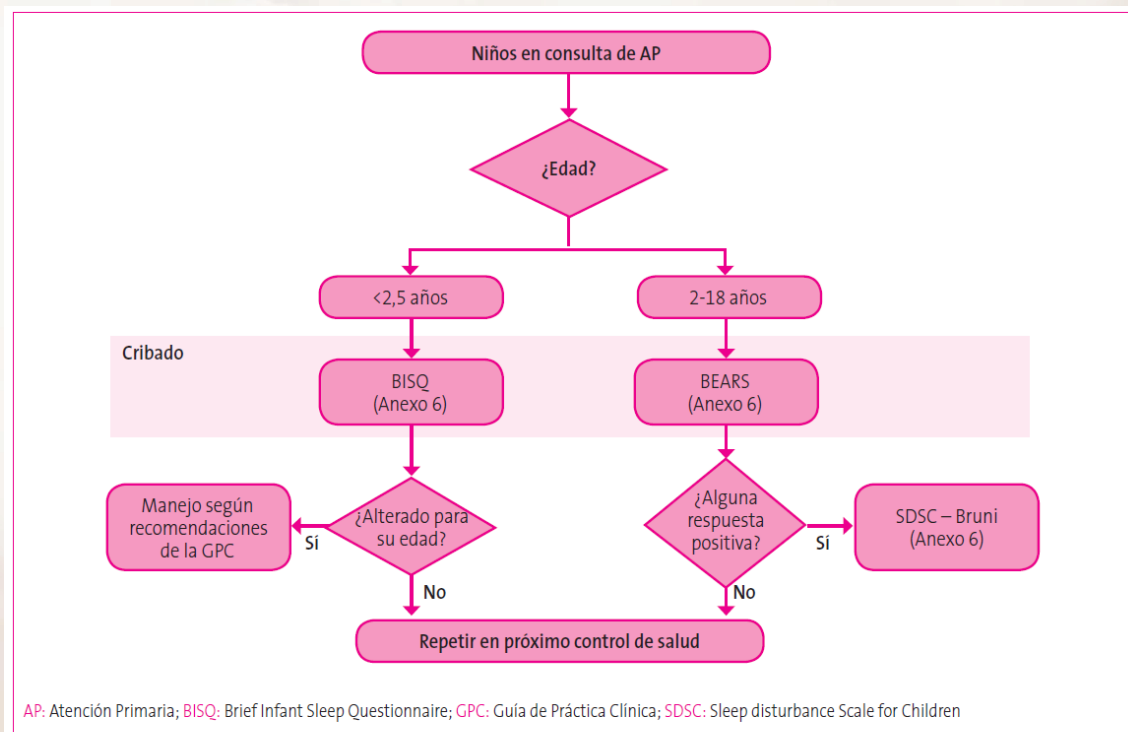 Niños en consulta de AP
¿Edad?
<2,5 años
2-18 años
Cribado
BISQ
(Anexo 6)
BEARS
(Anexo 6)
Manejo según
recomendaciones
de la GPC
Sí
¿Alterado para
su edad?
¿Alguna
respuesta
positiva?
Sí
SDSC – Bruni
(Anexo 6)
No
No
Repetir en próximo control de salud
AP: Atención Primaria; BISQ: Brief Infant Sleep Questionnaire; GPC: Guía de Práctica Clínica; SDSC: Sleep disturbance Scale for Children